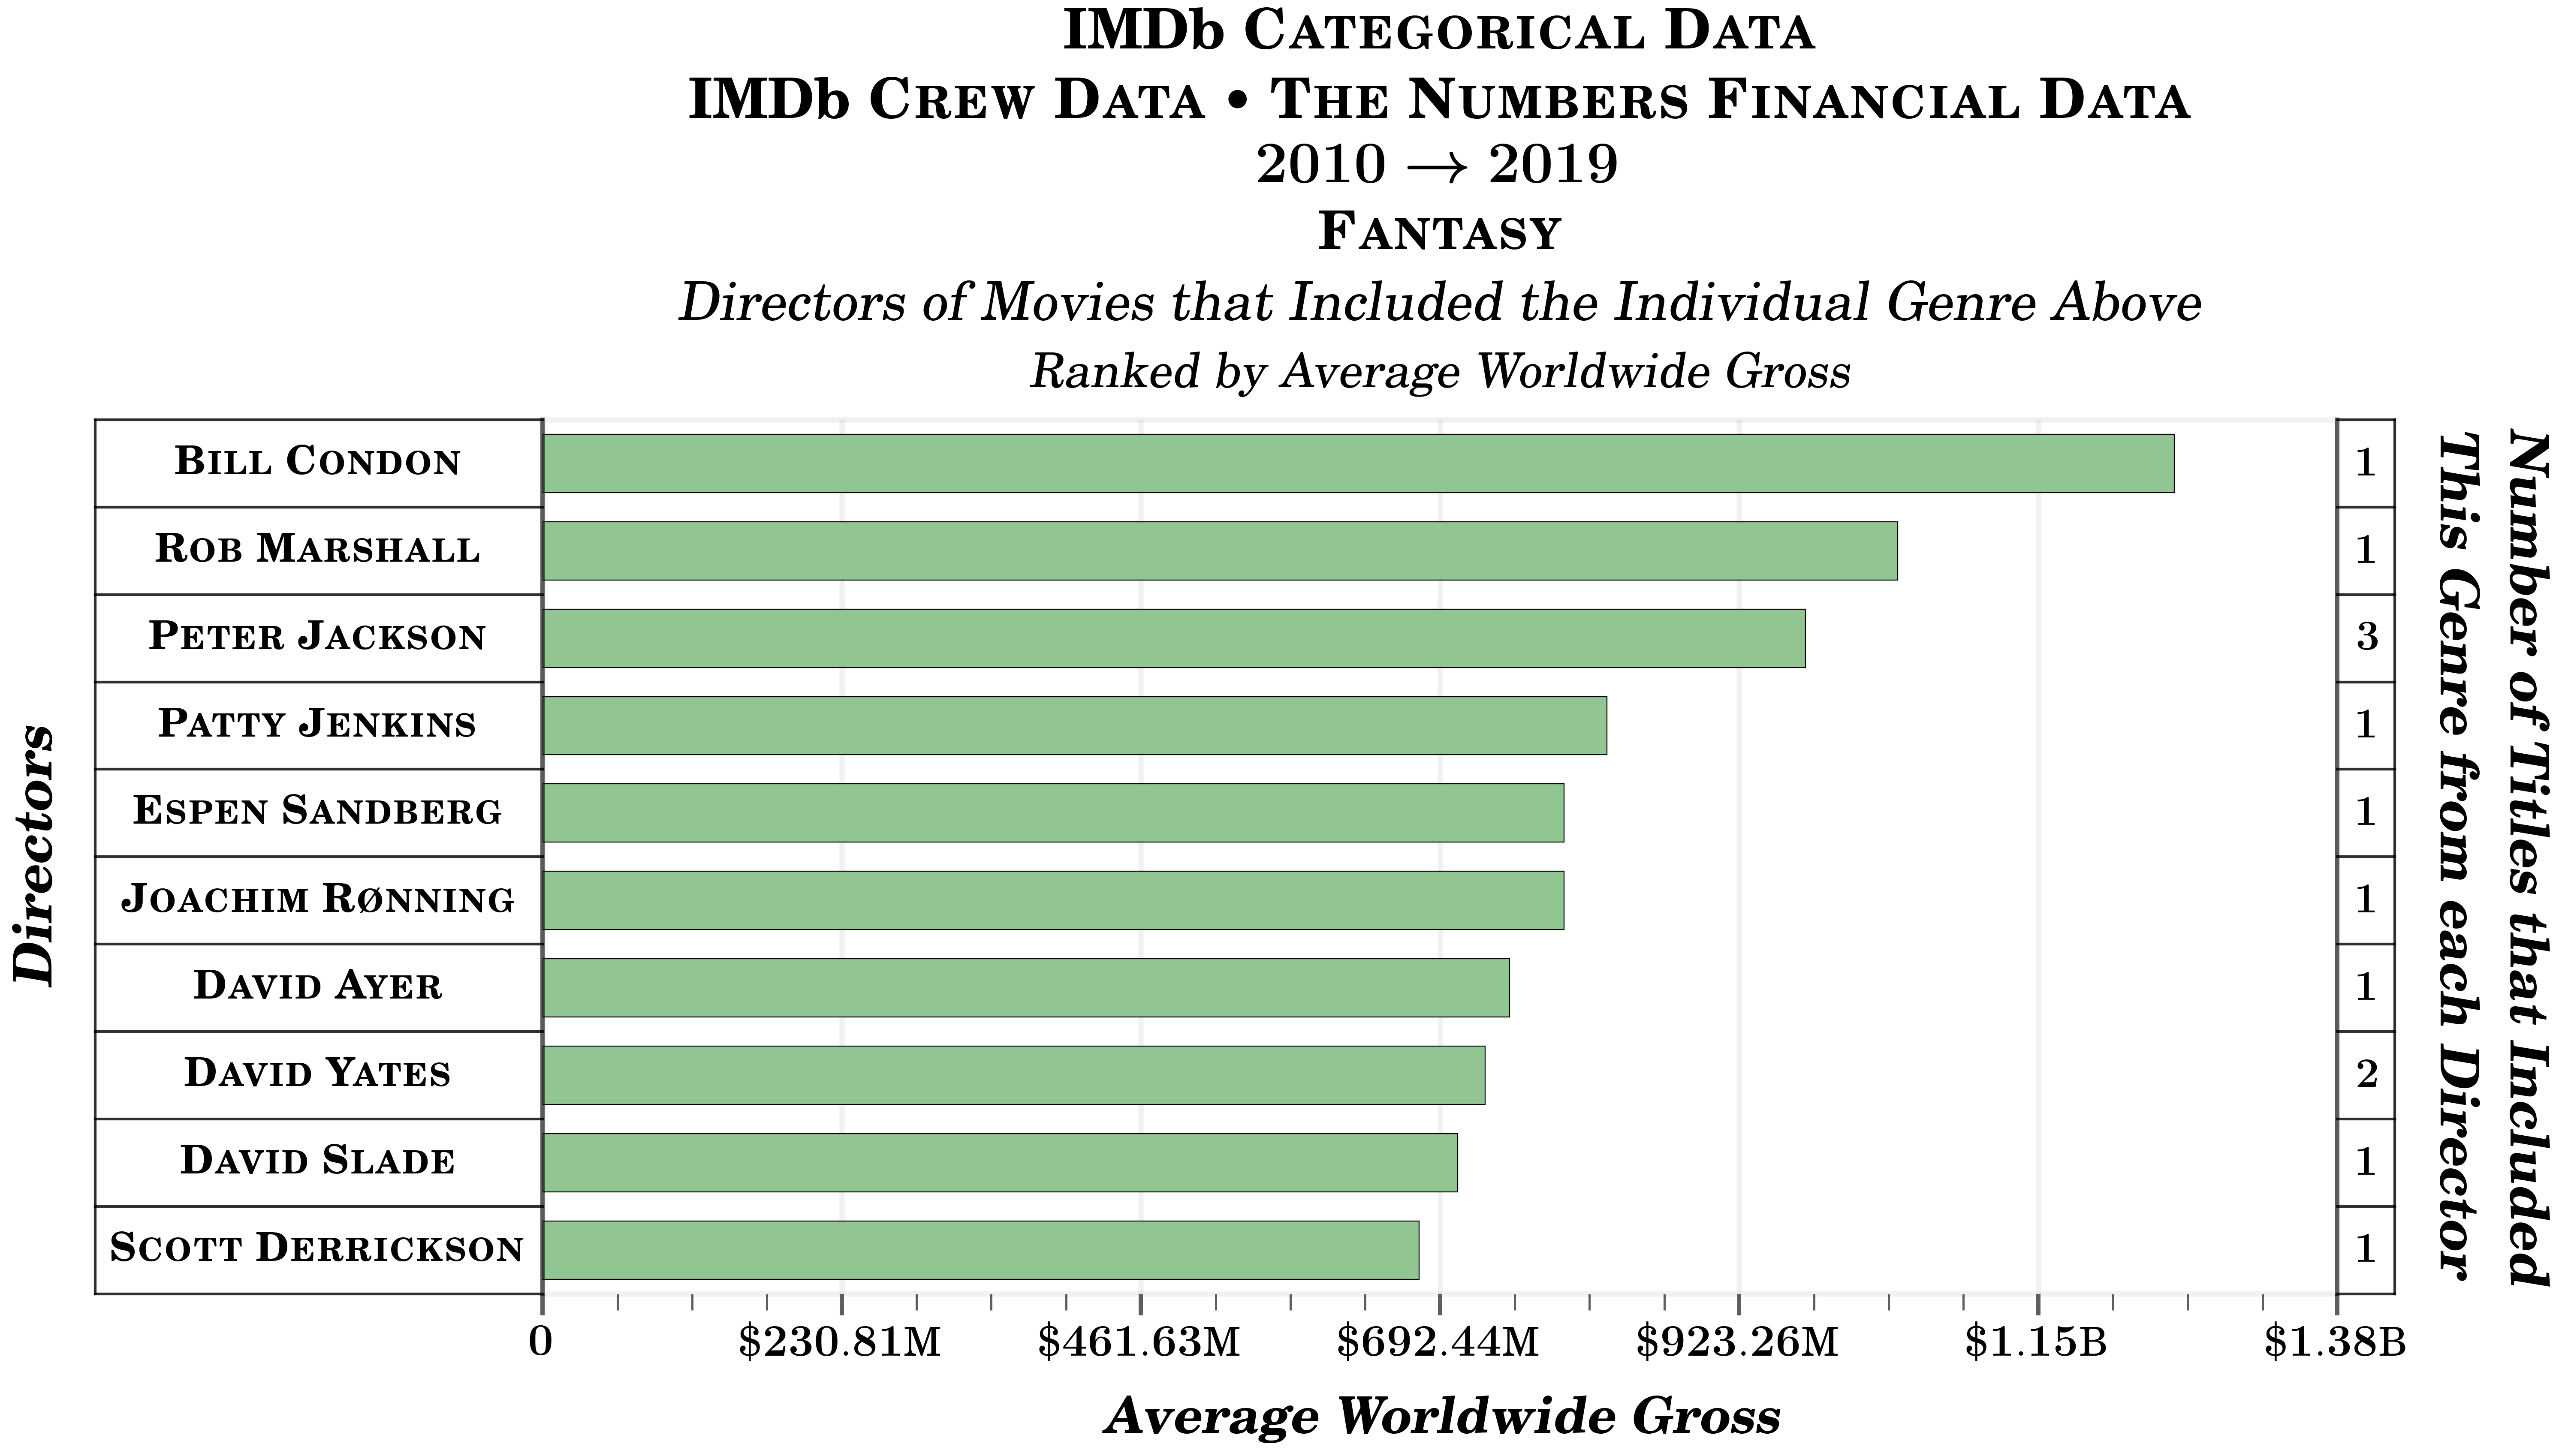 IMDb Categorical Data
IMDb Crew Data • The Numbers Financial Data
2010 → 2019
Fantasy
Directors of Movies that Included the Individual Genre Above
Ranked by Average Worldwide Gross
Directors
Bill Condon
1
Rob Marshall
1
Peter Jackson
3
Patty Jenkins
1
Espen Sandberg
1
Joachim Rønning
1
David Ayer
1
David Yates
2
David Slade
1
Scott Derrickson
1
Number of Titles that Included
This Genre from each Director
0 $230.81M $461.63M $692.44M $923.26M $1.15B $1.38B
Average Worldwide Gross